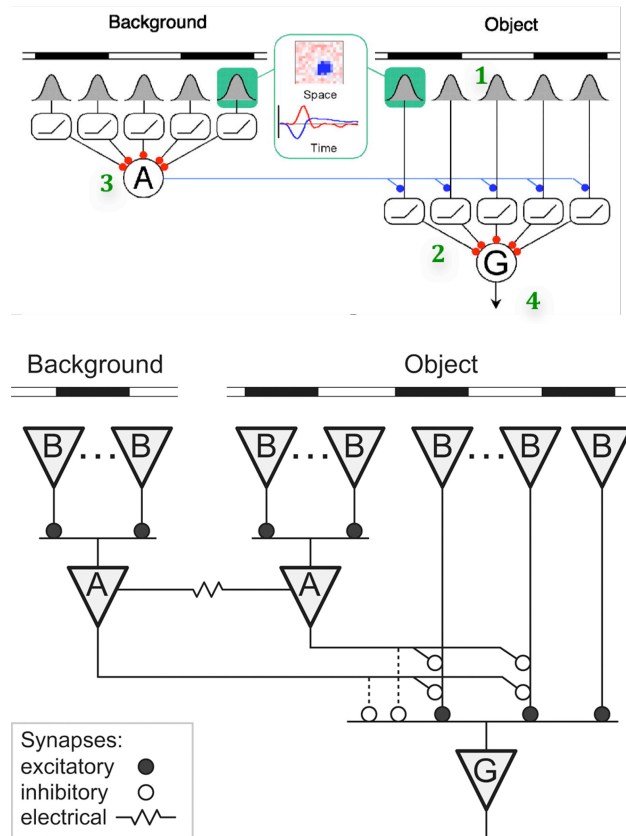 Background Object
1
Space
Time
3 A
2
G
4
Background Object
B ... B B ... B B ... B B
A A
G
Synapses:
excitatory
inhibitory
electrical